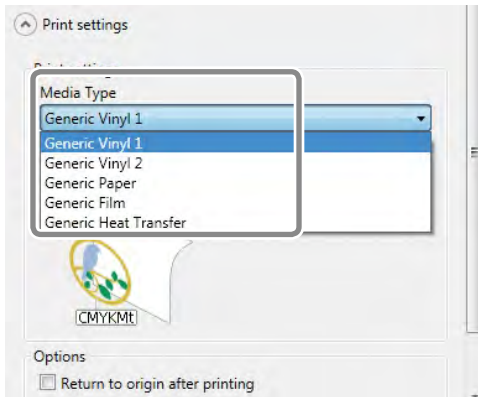 Print settings
Media Type
Generic Vinyl 1
Generic Vinyl 1
Generic Vinyl 2
Generic Paper
Generic Film
Generic Heat Transfer
CMYKMt
Options
Return to origin after printing